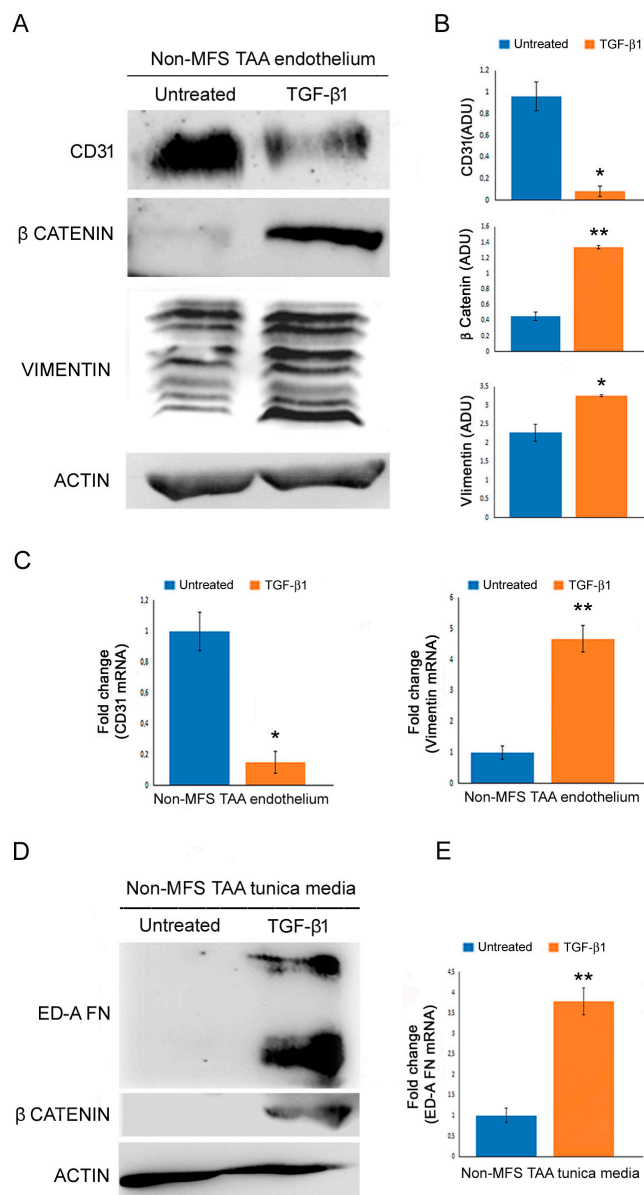 A
Non-MFS TAA endothelium
Untreated TGF-β1
CD31
β CATENIN
VIMENTIN
ACTIN
B
Untreated TGF-β1
CD31(ADU)
1,2
1
0,8
0,6
0,4
0,2
0
*
β Catenin (ADU)
1,6
1,4
1,2
1
0,8
0,6
0,4
0,2
0
**
VIimentin (ADU)
3,5
3
2,5
2
1,5
1
0,5
0
*
C
Untreated TGF-β1
Fold change
(CD31 mRNA)
1,2
1
0,8
0,6
0,4
0,2
0
*
Non-MFS TAA endothelium
Untreated TGF-β1
Fold change
(Vimentin mRNA)
6
5
4
3
2
1
0
**
Non-MFS TAA endothelium
D
Non-MFS TAA tunica media
Untreated TGF-β1
ED-A FN
β CATENIN
ACTIN
E
Untreated TGF-β1
Fold change
(ED-A FN mRNA)
4,5
4
3,5
3
2,5
2
1,5
1
0,5
0
**
Non-MFS TAA tunica media